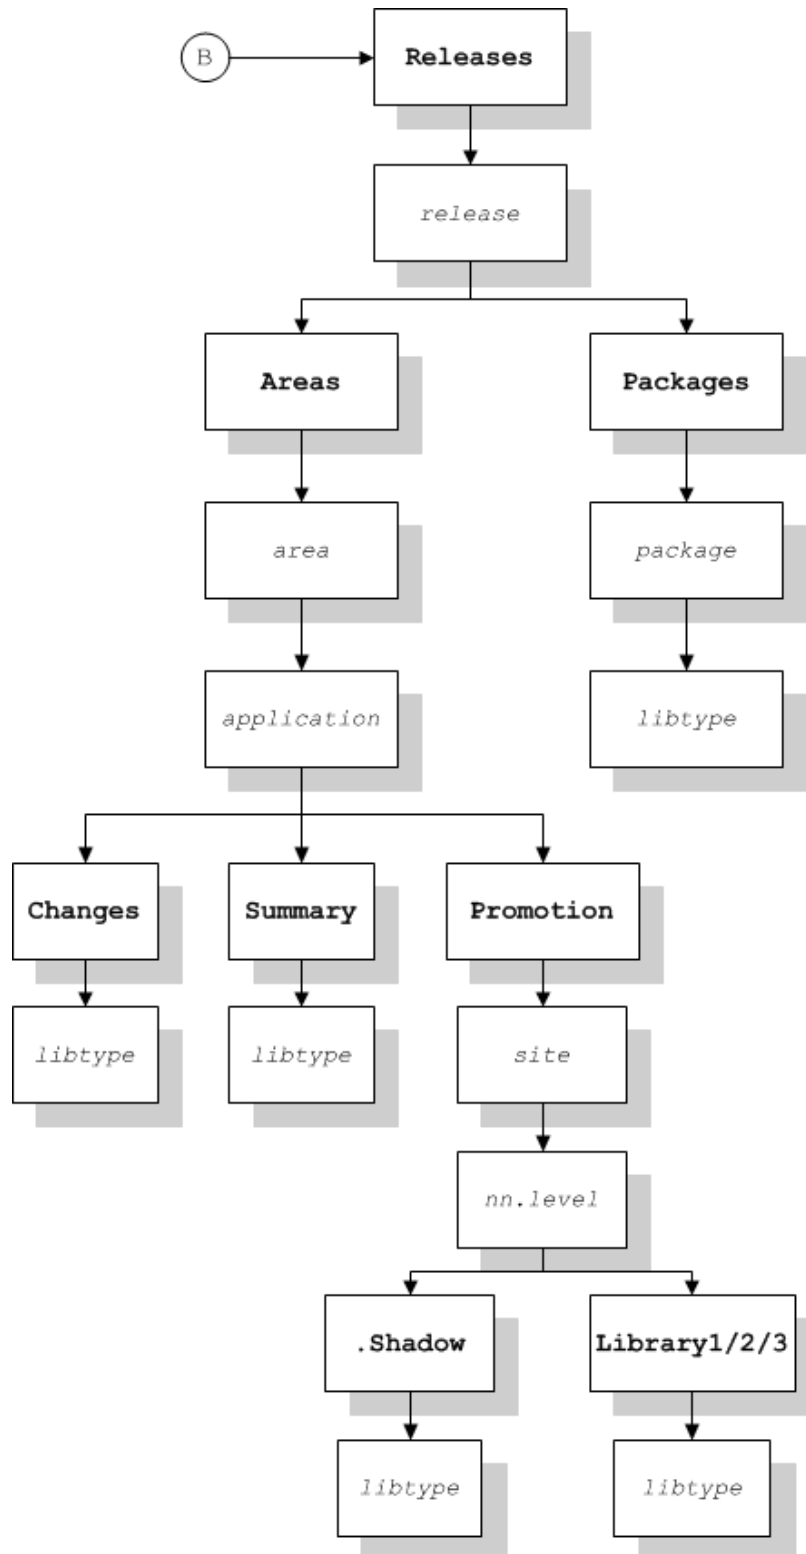 B
Releases
release
Areas
Packages
area
package
application
libtype
Changes
Summary
Promotion
libtype
libtype
site
nn.level
.Shadow
Library1/2/3
libtype
libtype